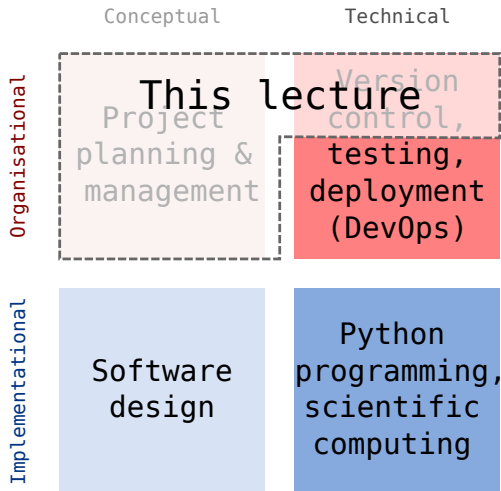 Conceptual
Technical
Organisational
This lecture
Project
planning &
management
Version
control,
testing,
deployment
(DevOps)
Implementational
Software
design
Python
programming,
scientific
computing